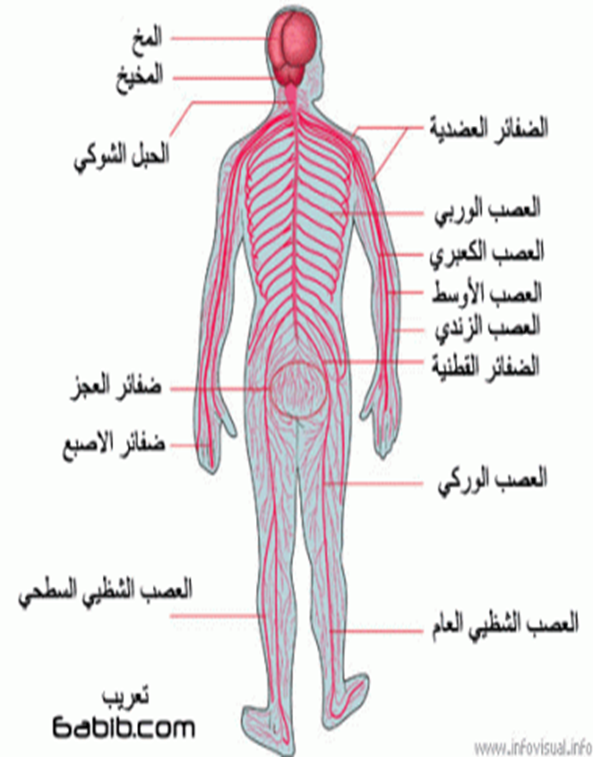 المخ
المخيخ
الحبل الشوكي
الضفائر العضدية
العصب الوربي
العصب الكعبري
العصب الأوسط
العصب الزندي
الضفائر القطنية
ضفائر العجز
ضفائر الاصبع
العصب الوركي
العصب الشظيي السطحي
العصب الشظيي العام
تعريب
6abib.com
www.infovisual.info